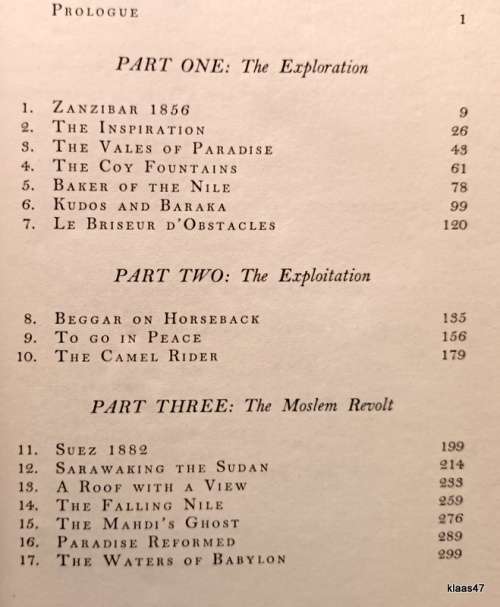 PROLOGUE 1
PART ONE: The Exploration
1. ZANZIBAR 1856 9
2. THE INSPIRATION 26
3. THE VALES OF PARADISE 43
4. THE COY FOUNTAINS 61
5. BAKER OF THE NILE 78
6. KUDOS AND BARAKA 99
7. LE BRISEUR D'OBSTACLES 120
PART TWO: The Exploitation
8. BEGGAR ON HORSEBACK 135
9. TO GO IN PEACE 156
10. THE CAMEL RIDER 179
PART THREE: The Moslem Revolt
11. SUEZ 1882 199
12. SARAWAKING THE SUDAN 214
13. A ROOF WITH A VIEW 233
14. THE FALLING NILE 259
15. THE MAHDI'S GHOST 276
16. PARADISE REFORMED 289
17. THE WATERS OF BABYLON 299
klaas47